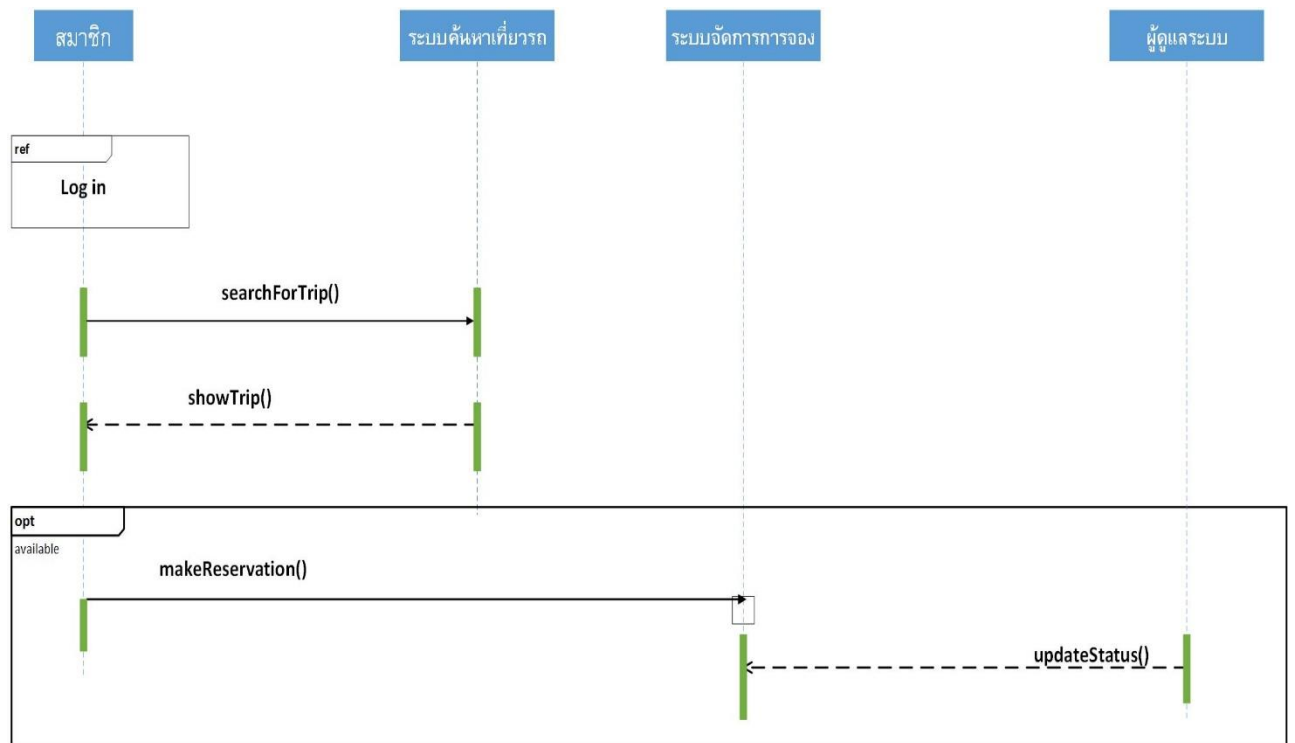 สมาชิก
ระบบค้นหาเที่ยวรถ
ระบบจัดการการจอง
ผู้ดูแลระบบ
ref
Log in
searchForTrip()
showTrip()
opt
available
makeReservation()
updateStatus()